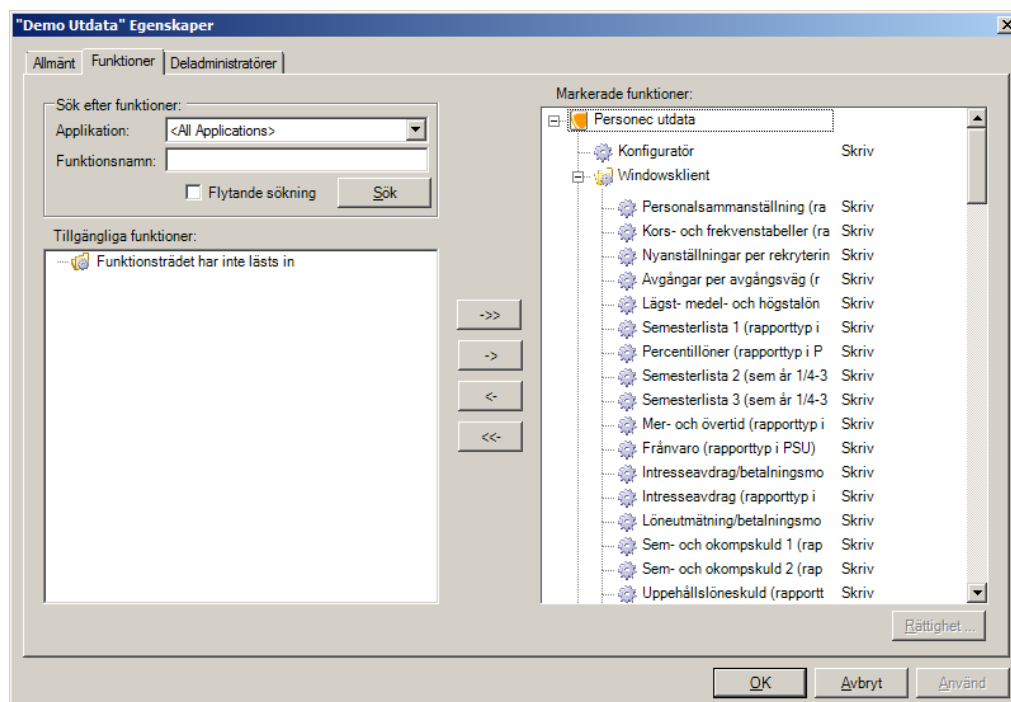 "Demo Utdata" Egenskaper
Allmänt Funktioner Deladministratörer
Sök efter funktioner:
Applikation: <All Applications>
Funktionsnamn:
Flytande sökning Sök
Tillgängliga funktioner:
Funktionsträdet har inte lästs in
->>
->
<-
<<-
Markerade funktioner:
Personec utdata
Konfiguratör Skriv
Windowsklient
Personalsammanställning (ra Skriv
Kors- och frekvenstabeller (ra Skriv
Nyanställningar per rekryterin Skriv
Avgångar per avgångsväg (r Skriv
Lägst- medel- och högstalön Skriv
Semesterlista 1 (rapporttyp i Skriv
Percentillöner (rapporttyp i P Skriv
Semesterlista 2 (sem år 1/4-3 Skriv
Semesterlista 3 (sem år 1/4-3 Skriv
Mer- och övertid (rapporttyp i Skriv
Frånvaro (rapporttyp i PSU) Skriv
Intresseavdrag/betalningsmo Skriv
Intresseavdrag (rapporttyp i Skriv
Löneutmätning/betalningsmo Skriv
Sem- och okompskuld 1 (rap Skriv
Sem- och okompskuld 2 (rap Skriv
Uppehållslöneskuld (rapportt Skriv
Rättighet ...
OK Avbryt Använd